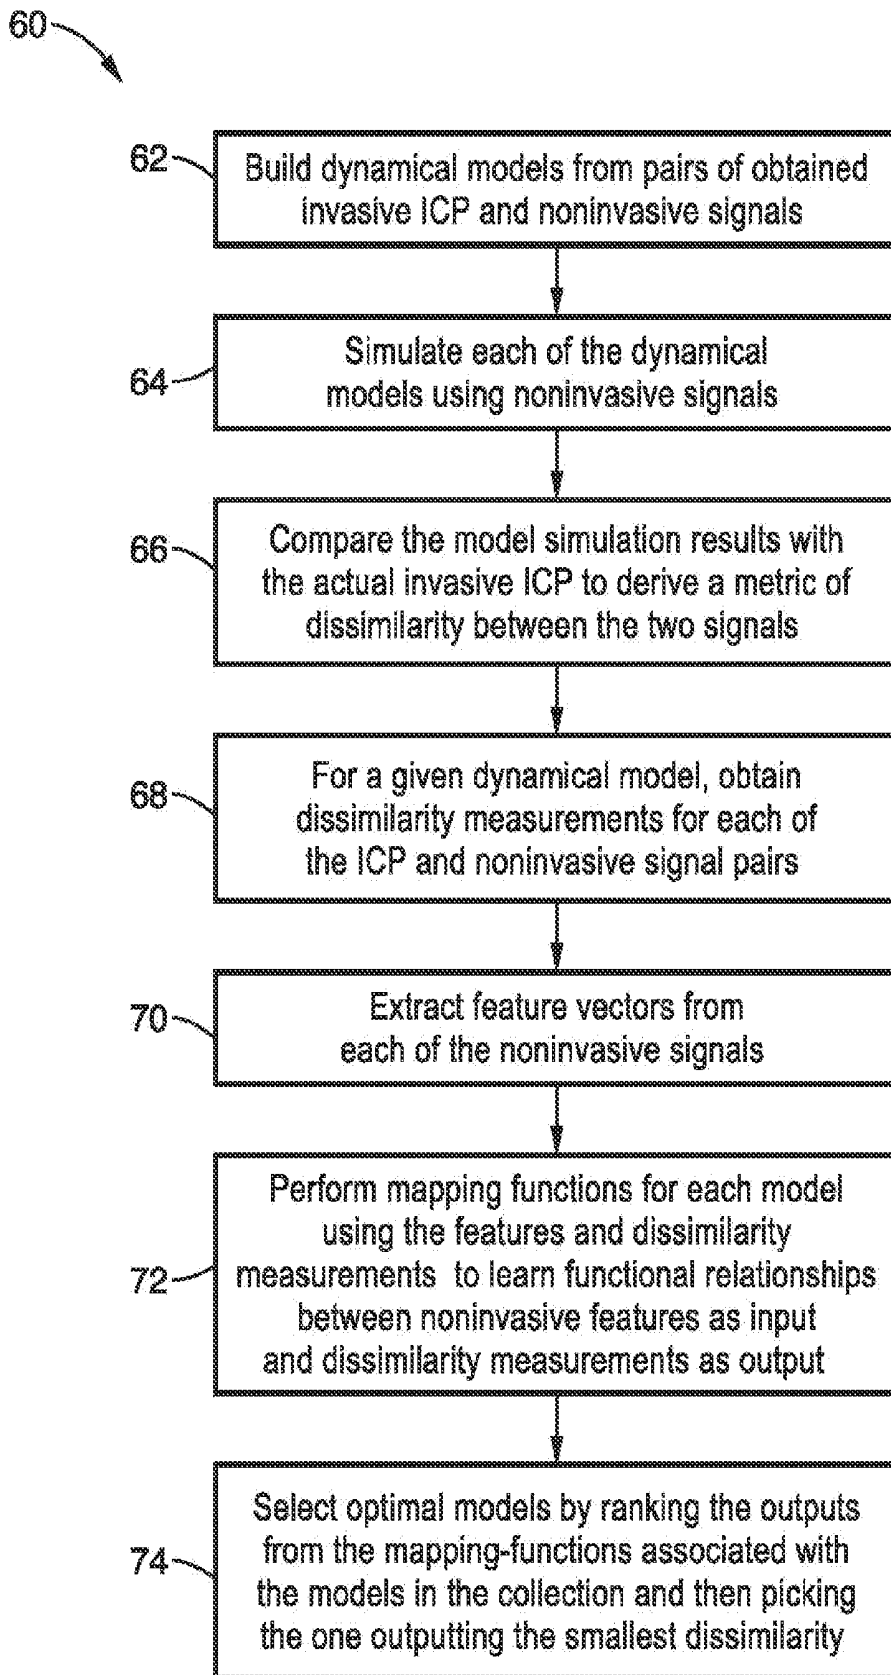 60
62
Build dynamical models from pairs of obtained
invasive ICP and noninvasive signals
64
Simulate each of the dynamical
models using noninvasive signals
66
Compare the model simulation results with
the actual invasive ICP to derive a metric of
dissimilarity between the two signals
68
For a given dynamical model, obtain
dissimilarity measurements for each of
the ICP and noninvasive signal pairs
70
Extract feature vectors from
each of the noninvasive signals
72
Perform mapping functions for each model
using the features and dissimilarity
measurements to learn functional relationships
between noninvasive features as input
and dissimilarity measurements as output
74
Select optimal models by ranking the outputs
from the mapping-functions associated with
the models in the collection and then picking
the one outputting the smallest dissimilarity